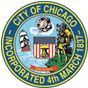 CITY OF CHICAGO
INCORPORATED 4th MARCH 1837